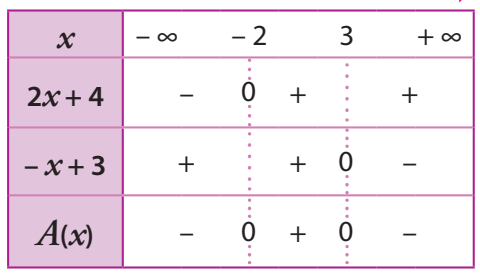 x – ∞ – 2 3 + ∞
2x + 4 – 0 + +
– x + 3 + + 0 –
A(x) – 0 + 0 –